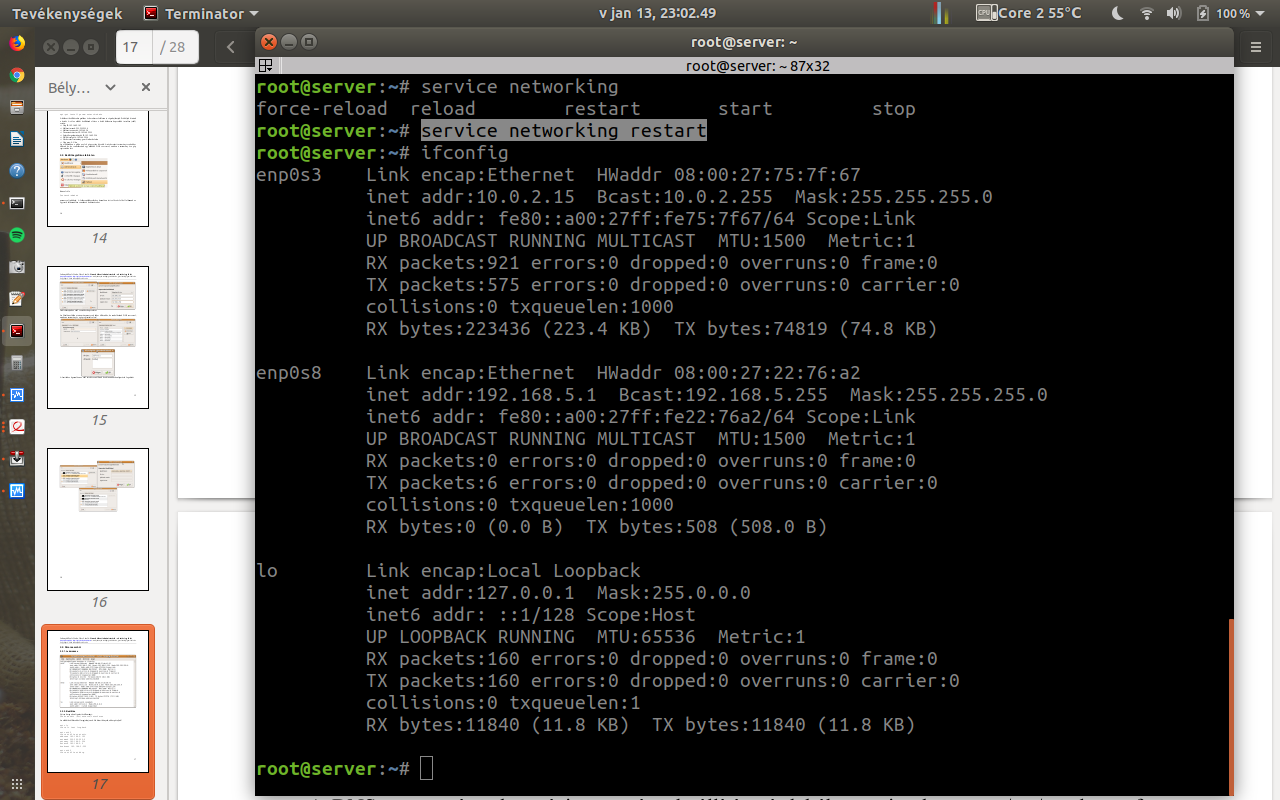 Tevékenységek
Terminator
v jan 13, 23:02.49
CPU
Core 2 55°C
100 %
17
/ 28
root@server: ~
root@server: ~ 87x32
Bély...
14
15
16
17
root@server:~# service networking
force-reload reload restart start stop
root@server:~# service networking restart
root@server:~# ifconfig
enp0s3 Link encap:Ethernet HWaddr 08:00:27:75:7f:67
inet addr:10.0.2.15 Bcast:10.0.2.255 Mask:255.255.255.0
inet6 addr: fe80::a00:27ff:fe75:7f67/64 Scope:Link
UP BROADCAST RUNNING MULTICAST MTU:1500 Metric:1
RX packets:921 errors:0 dropped:0 overruns:0 frame:0
TX packets:575 errors:0 dropped:0 overruns:0 carrier:0
collisions:0 txqueuelen:1000
RX bytes:223436 (223.4 KB) TX bytes:74819 (74.8 KB)
enp0s8 Link encap:Ethernet HWaddr 08:00:27:22:76:a2
inet addr:192.168.5.1 Bcast:192.168.5.255 Mask:255.255.255.0
inet6 addr: fe80::a00:27ff:fe22:76a2/64 Scope:Link
UP BROADCAST RUNNING MULTICAST MTU:1500 Metric:1
RX packets:0 errors:0 dropped:0 overruns:0 frame:0
TX packets:6 errors:0 dropped:0 overruns:0 carrier:0
collisions:0 txqueuelen:1000
RX bytes:0 (0.0 B) TX bytes:508 (508.0 B)
lo Link encap:Local Loopback
inet addr:127.0.0.1 Mask:255.0.0.0
inet6 addr: ::1/128 Scope:Host
UP LOOPBACK RUNNING MTU:65536 Metric:1
RX packets:160 errors:0 dropped:0 overruns:0 frame:0
TX packets:160 errors:0 dropped:0 overruns:0 carrier:0
collisions:0 txqueuelen:1
RX bytes:11840 (11.8 KB) TX bytes:11840 (11.8 KB)
root@server:~#